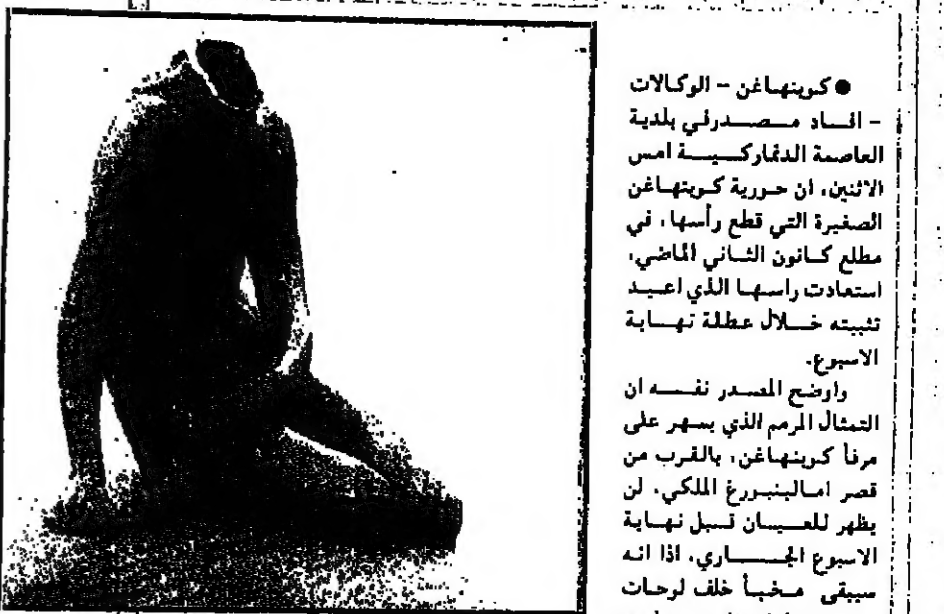 ● كوبنهاغن - الوكالات
- افاد مصدر في بلدية
العاصمة الدنماركية امس
الاثنين، ان حورية كوبنهاغن
الصغيرة التي قطع رأسها، في
مطلع كانون الثاني الماضي،
استعادت راسها الذي اعيد
تثبيته خلال عطلة نهاية
الاسبوع.
واوضح المصدر نفسه ان
التمثال المرمم الذي يسهر على
مرفأ كوبنهاغن، بالقرب من
قصر امالينبورغ الملكي، لن
يظهر للعيان قبل نهاية
الاسبوع الجاري، اذا انه
سيبقى مخبأ خلف لوحات